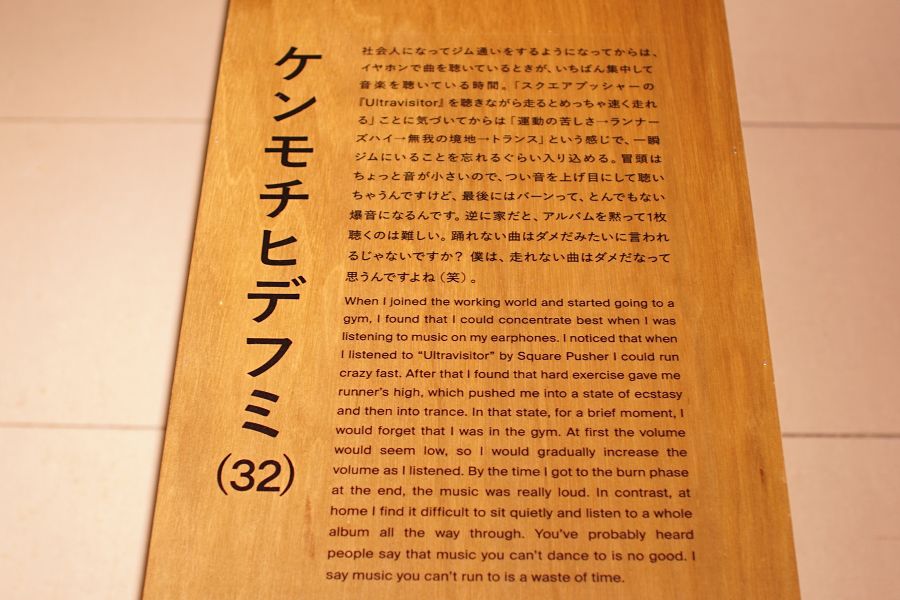 ケンモチヒデフミ
(32)
社会人になってジム通いをするようになってからは、
イヤホンで曲を聴いているときが、いちばん集中して
音楽を聴いている時間。「スクエアプッシャーの
『Ultravisitor』を聴きながら走るとめっちゃ速く走れ
る」ことに気づいてからは「運動の苦しさ→ランナー
ズハイ→無我の境地→トランス」という感じで、一瞬
ジムにいることを忘れるぐらい入り込める。冒頭は
ちょっと音が小さいので、つい音を上げ目にして聴い
ちゃうんですけど、最後にはバーンって、とんでもない
爆音になるんです。逆に家だと、アルバムを黙って1枚
聴くのは難しい。踊れない曲はダメだみたいに言われ
るじゃないですか？ 僕は、走れない曲はダメだなって
思うんですよね（笑）。
When I joined the working world and started going to a
gym, I found that I could concentrate best when I was
listening to music on my earphones. I noticed that when
I listened to “Ultravisitor” by Square Pusher I could run
crazy fast. After that I found that hard exercise gave me
runner’s high, which pushed me into a state of ecstasy
and then into trance. In that state, for a brief moment, I
would forget that I was in the gym. At first the volume
would seem low, so I would gradually increase the
volume as I listened. By the time I got to the burn phase
at the end, the music was really loud. In contrast, at
home I find it difficult to sit quietly and listen to a whole
album all the way through. You’ve probably heard
people say that music you can’t dance to is no good. I
say music you can’t run to is a waste of time.